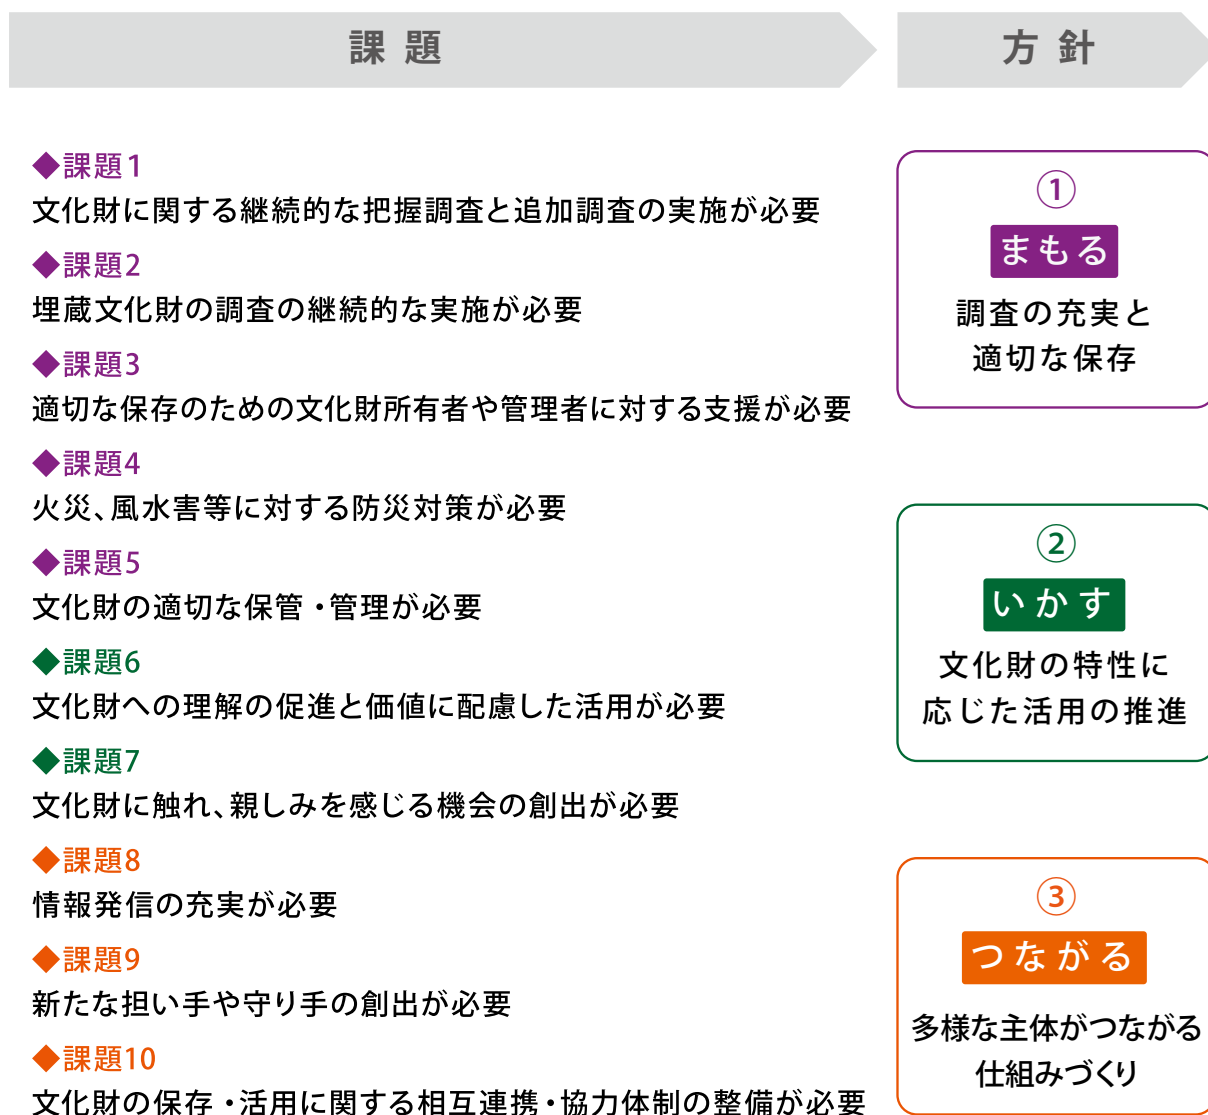 課題
方針
◆課題1
文化財に関する継続的な把握調査と追加調査の実施が必要
◆課題2
埋蔵文化財の調査の継続的な実施が必要
◆課題3
適切な保存のための文化財所有者や管理者に対する支援が必要
◆課題4
火災、風水害等に対する防災対策が必要
◆課題5
文化財の適切な保管・管理が必要
◆課題6
文化財への理解の促進と価値に配慮した活用が必要
◆課題7
文化財に触れ、親しみを感じる機会の創出が必要
◆課題8
情報発信の充実が必要
◆課題9
新たな担い手や守り手の創出が必要
◆課題10
文化財の保存・活用に関する相互連携・協力体制の整備が必要
①
まもる
調査の充実と
適切な保存
②
いかす
文化財の特性に
応じた活用の推進
③
つながる
多様な主体がつながる
仕組みづくり